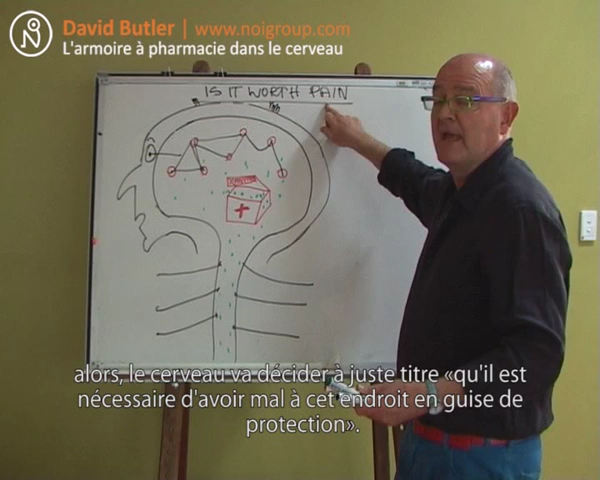 David Butler | www.noigroup.com
L'armoire à pharmacie dans le cerveau
IS IT WORTH PAIN
alors, le cerveau va décider à juste titre «qu'il est
nécessaire d'avoir mal à cet endroit en guise de
protection».